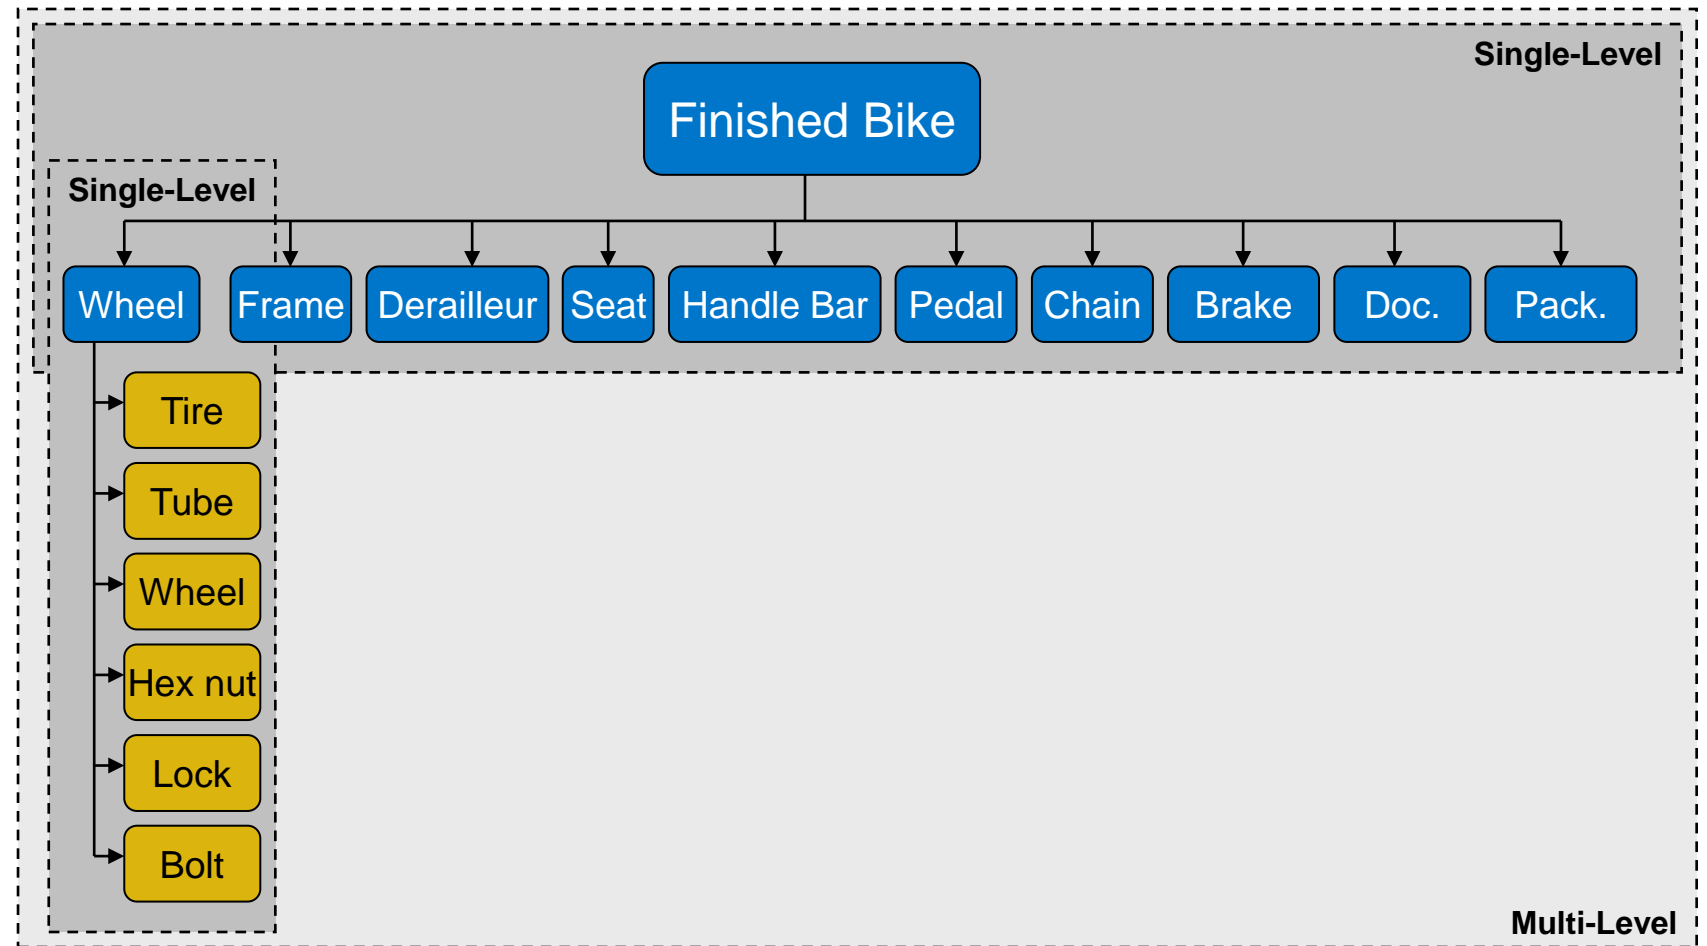 Single-Level
Finished Bike
Single-Level
Wheel
Frame
Derailleur
Seat
Handle Bar
Pedal
Chain
Brake
Doc.
Pack.
Tire
Tube
Wheel
Hex nut
Lock
Bolt
Multi-Level